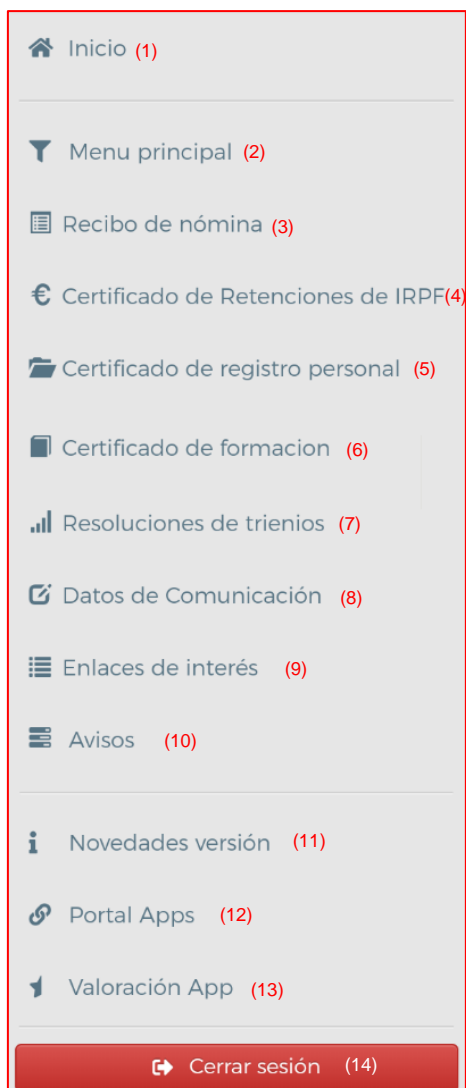 Inicio (1)
Menu principal (2)
Recibo de nómina (3)
€ Certificado de Retenciones de IRPF(4)
Certificado de registro personal (5)
Certificado de formacion (6)
Resoluciones de trienios (7)
Datos de Comunicación (8)
Enlaces de interés (9)
Avisos (10)
Novedades versión (11)
Portal Apps (12)
Valoración App (13)
Cerrar sesión (14)